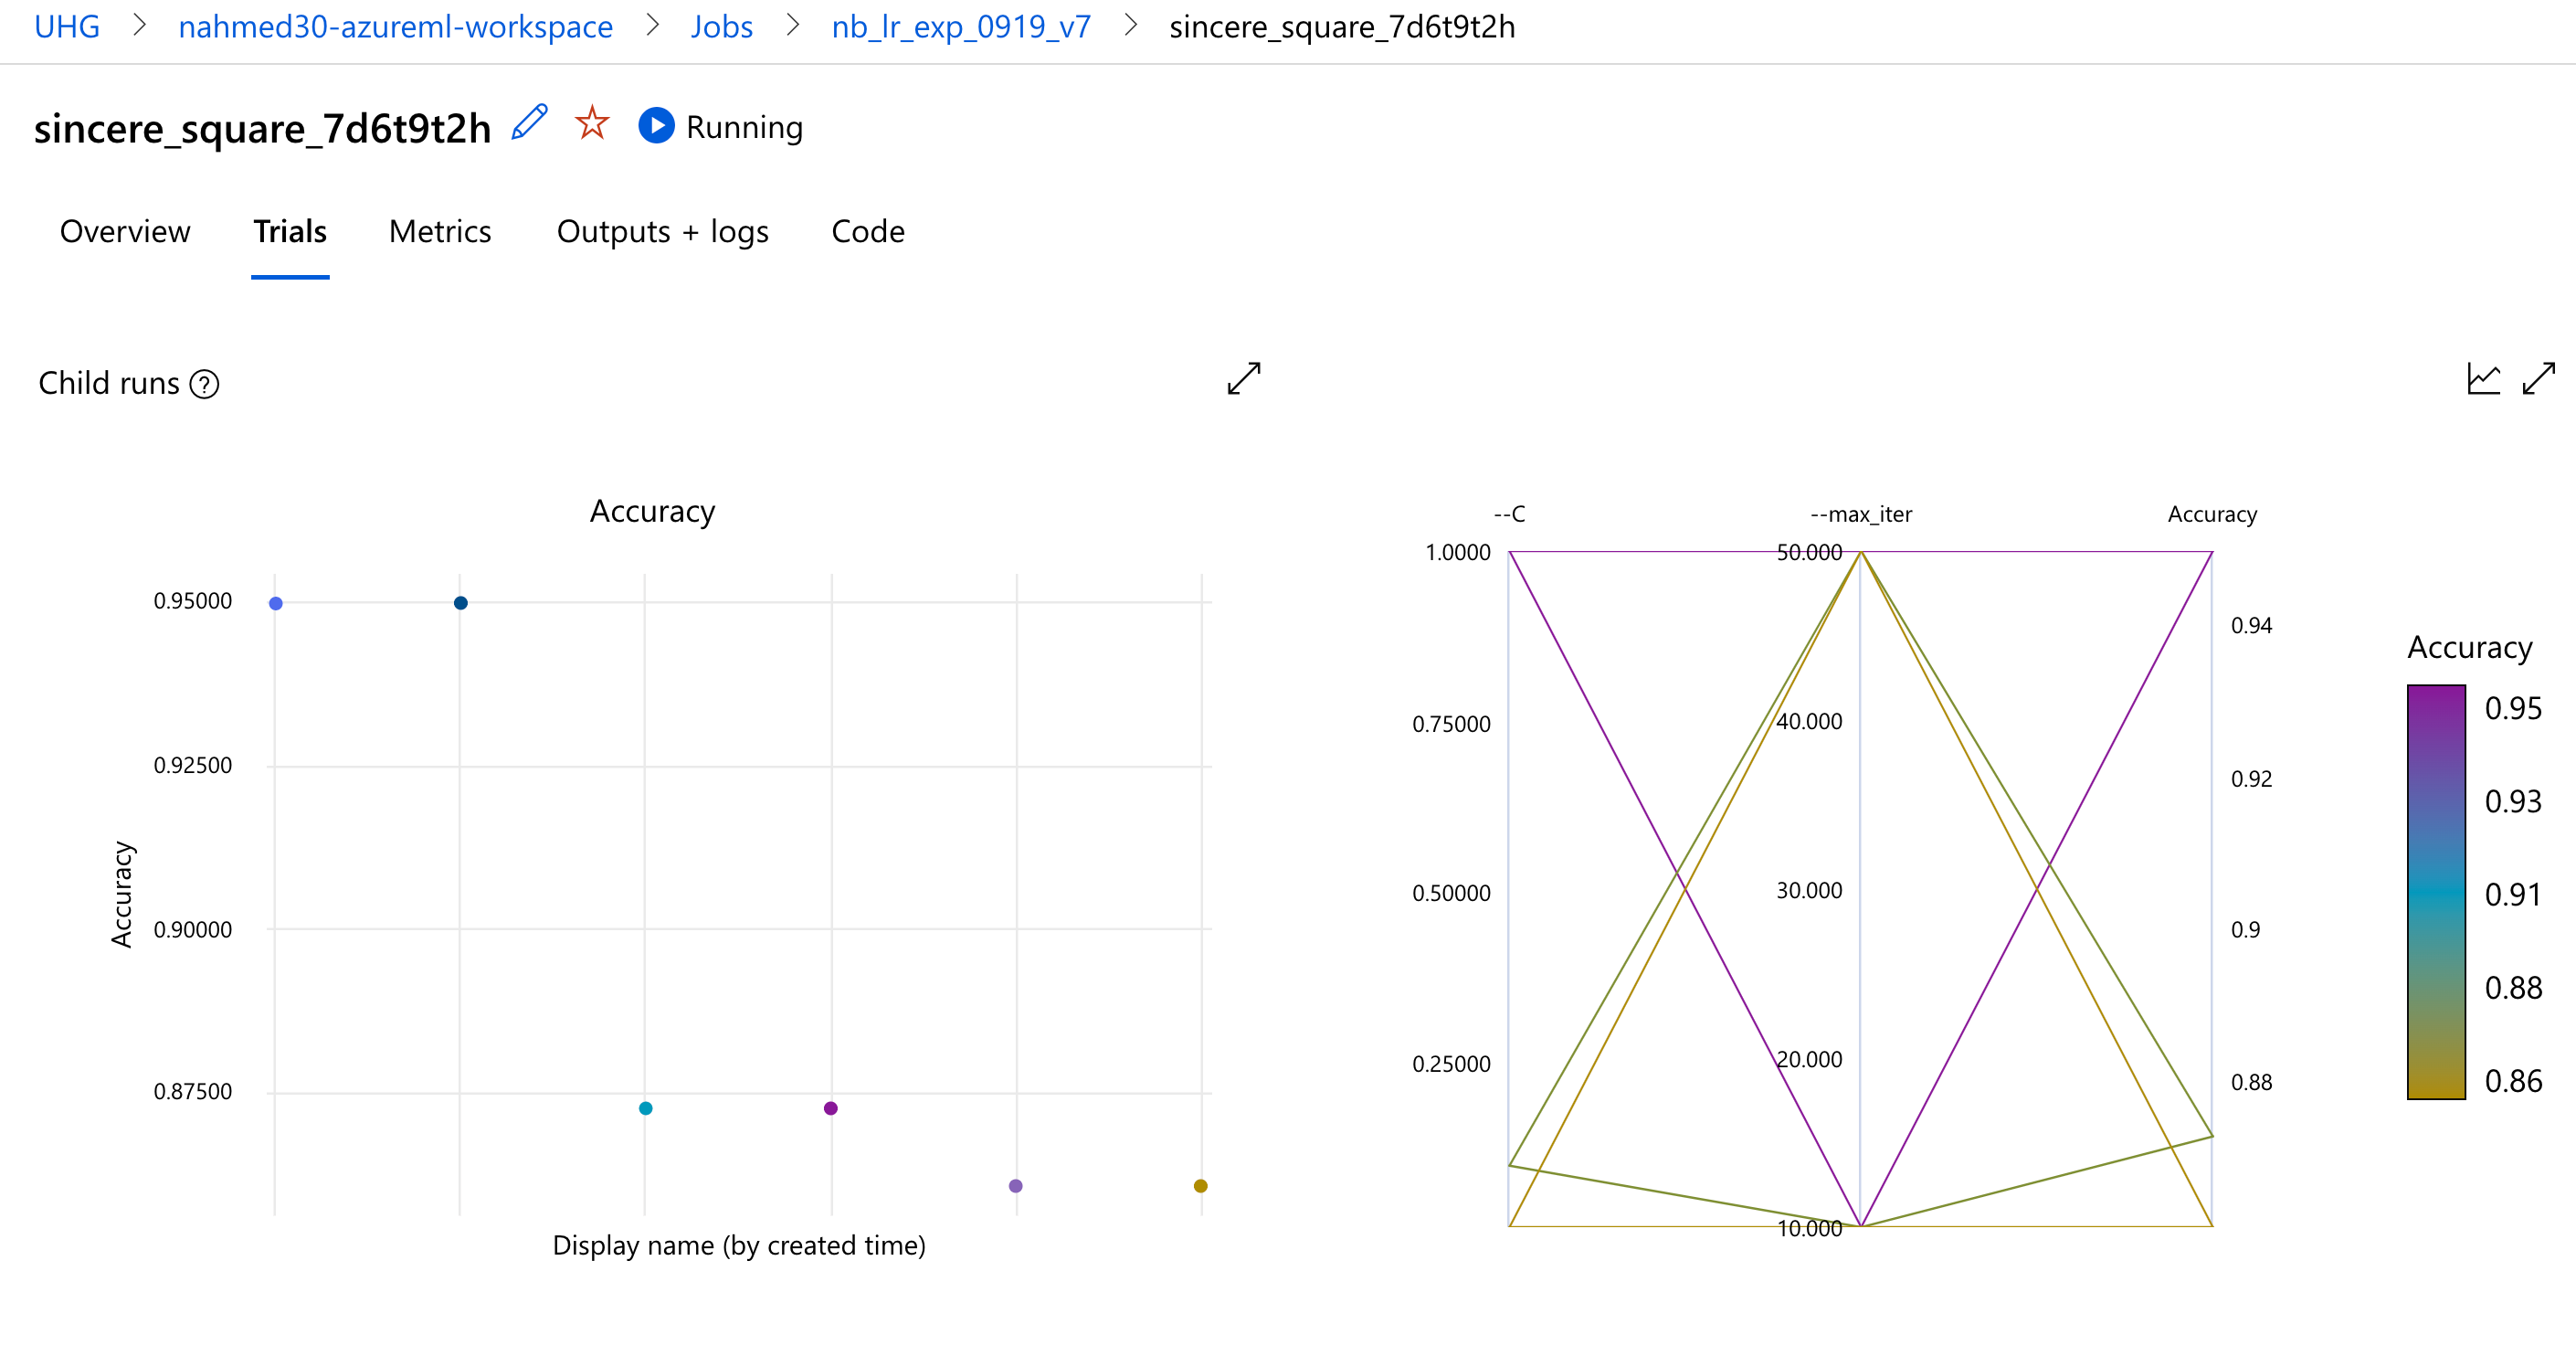 UHG > nahmed30-azureml-workspace > Jobs > nb_lr_exp_0919_v7 > sincere_square_7d6t9t2h
sincere_square_7d6t9t2h Running
Overview Trials Metrics Outputs + logs Code
Child runs ?
Accuracy
0.95000
0.92500
0.90000
0.87500
Accuracy
Display name (by created time)
--C --max_iter Accuracy
1.0000
0.75000
0.50000
0.25000
50.000
40.000
30.000
20.000
10.000
0.94
0.92
0.9
0.88
Accuracy
0.95
0.93
0.91
0.88
0.86